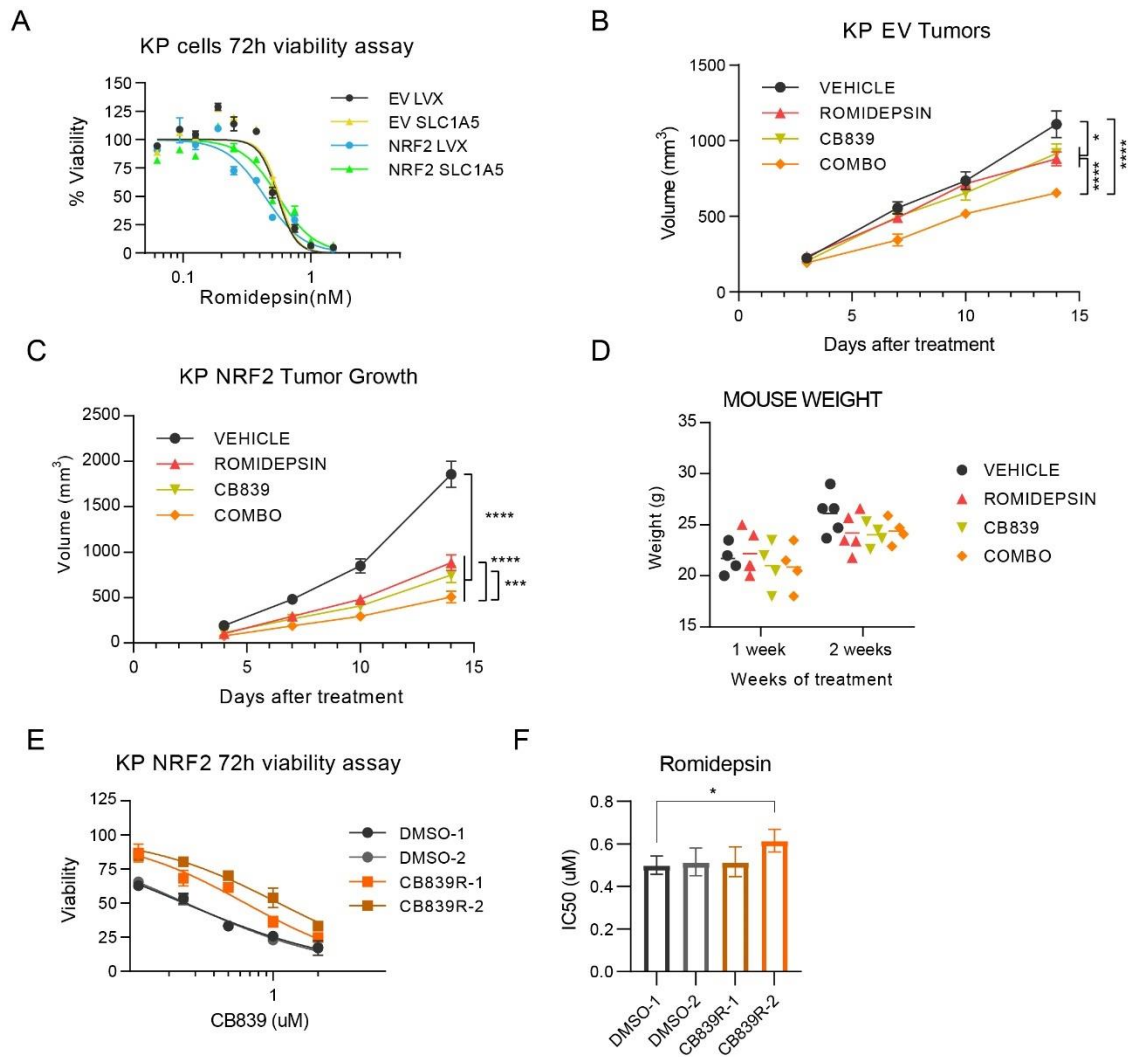 A
KP cells 72h viability assay
% Viability
150
125
100
75
50
25
0
0.1
1
Romidepsin(nM)
EV LVX
EV SLC1A5
NRF2 LVX
NRF2 SLC1A5
B
KP EV Tumors
Volume (mm3)
1500
1000
500
0
0
5
10
15
Days after treatment
VEHICLE
ROMIDEPSIN
CB839
COMBO
*
****
****
C
KP NRF2 Tumor Growth
Volume (mm3)
2500
2000
1500
1000
500
0
0
5
10
15
Days after treatment
VEHICLE
ROMIDEPSIN
CB839
COMBO
****
****
***
D
MOUSE WEIGHT
Weight (g)
35
30
25
20
15
1 week
2 weeks
Weeks of treatment
VEHICLE
ROMIDEPSIN
CB839
COMBO
E
KP NRF2 72h viability assay
Viability
125
100
75
50
25
0
1
CB839 (uM)
DMSO-1
DMSO-2
CB839R-1
CB839R-2
F
Romidepsin
*
IC50 (uM)
0.8
0.6
0.4
0.2
0.0
DMSO-1
DMSO-2
CB839R-1
CB839R-2